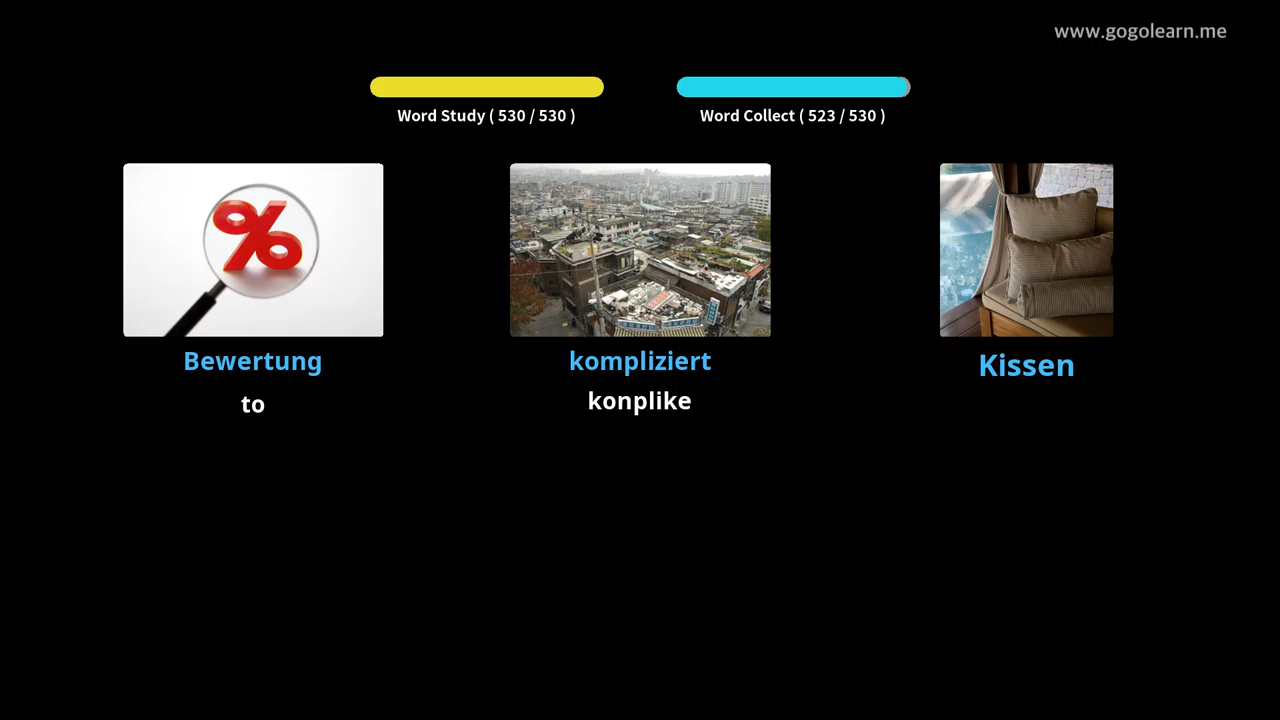 www.gogolearn.me
Word Study ( 530 / 530 )
Word Collect ( 523 / 530 )
Bewertung
kompliziert
Kissen
to
konplike